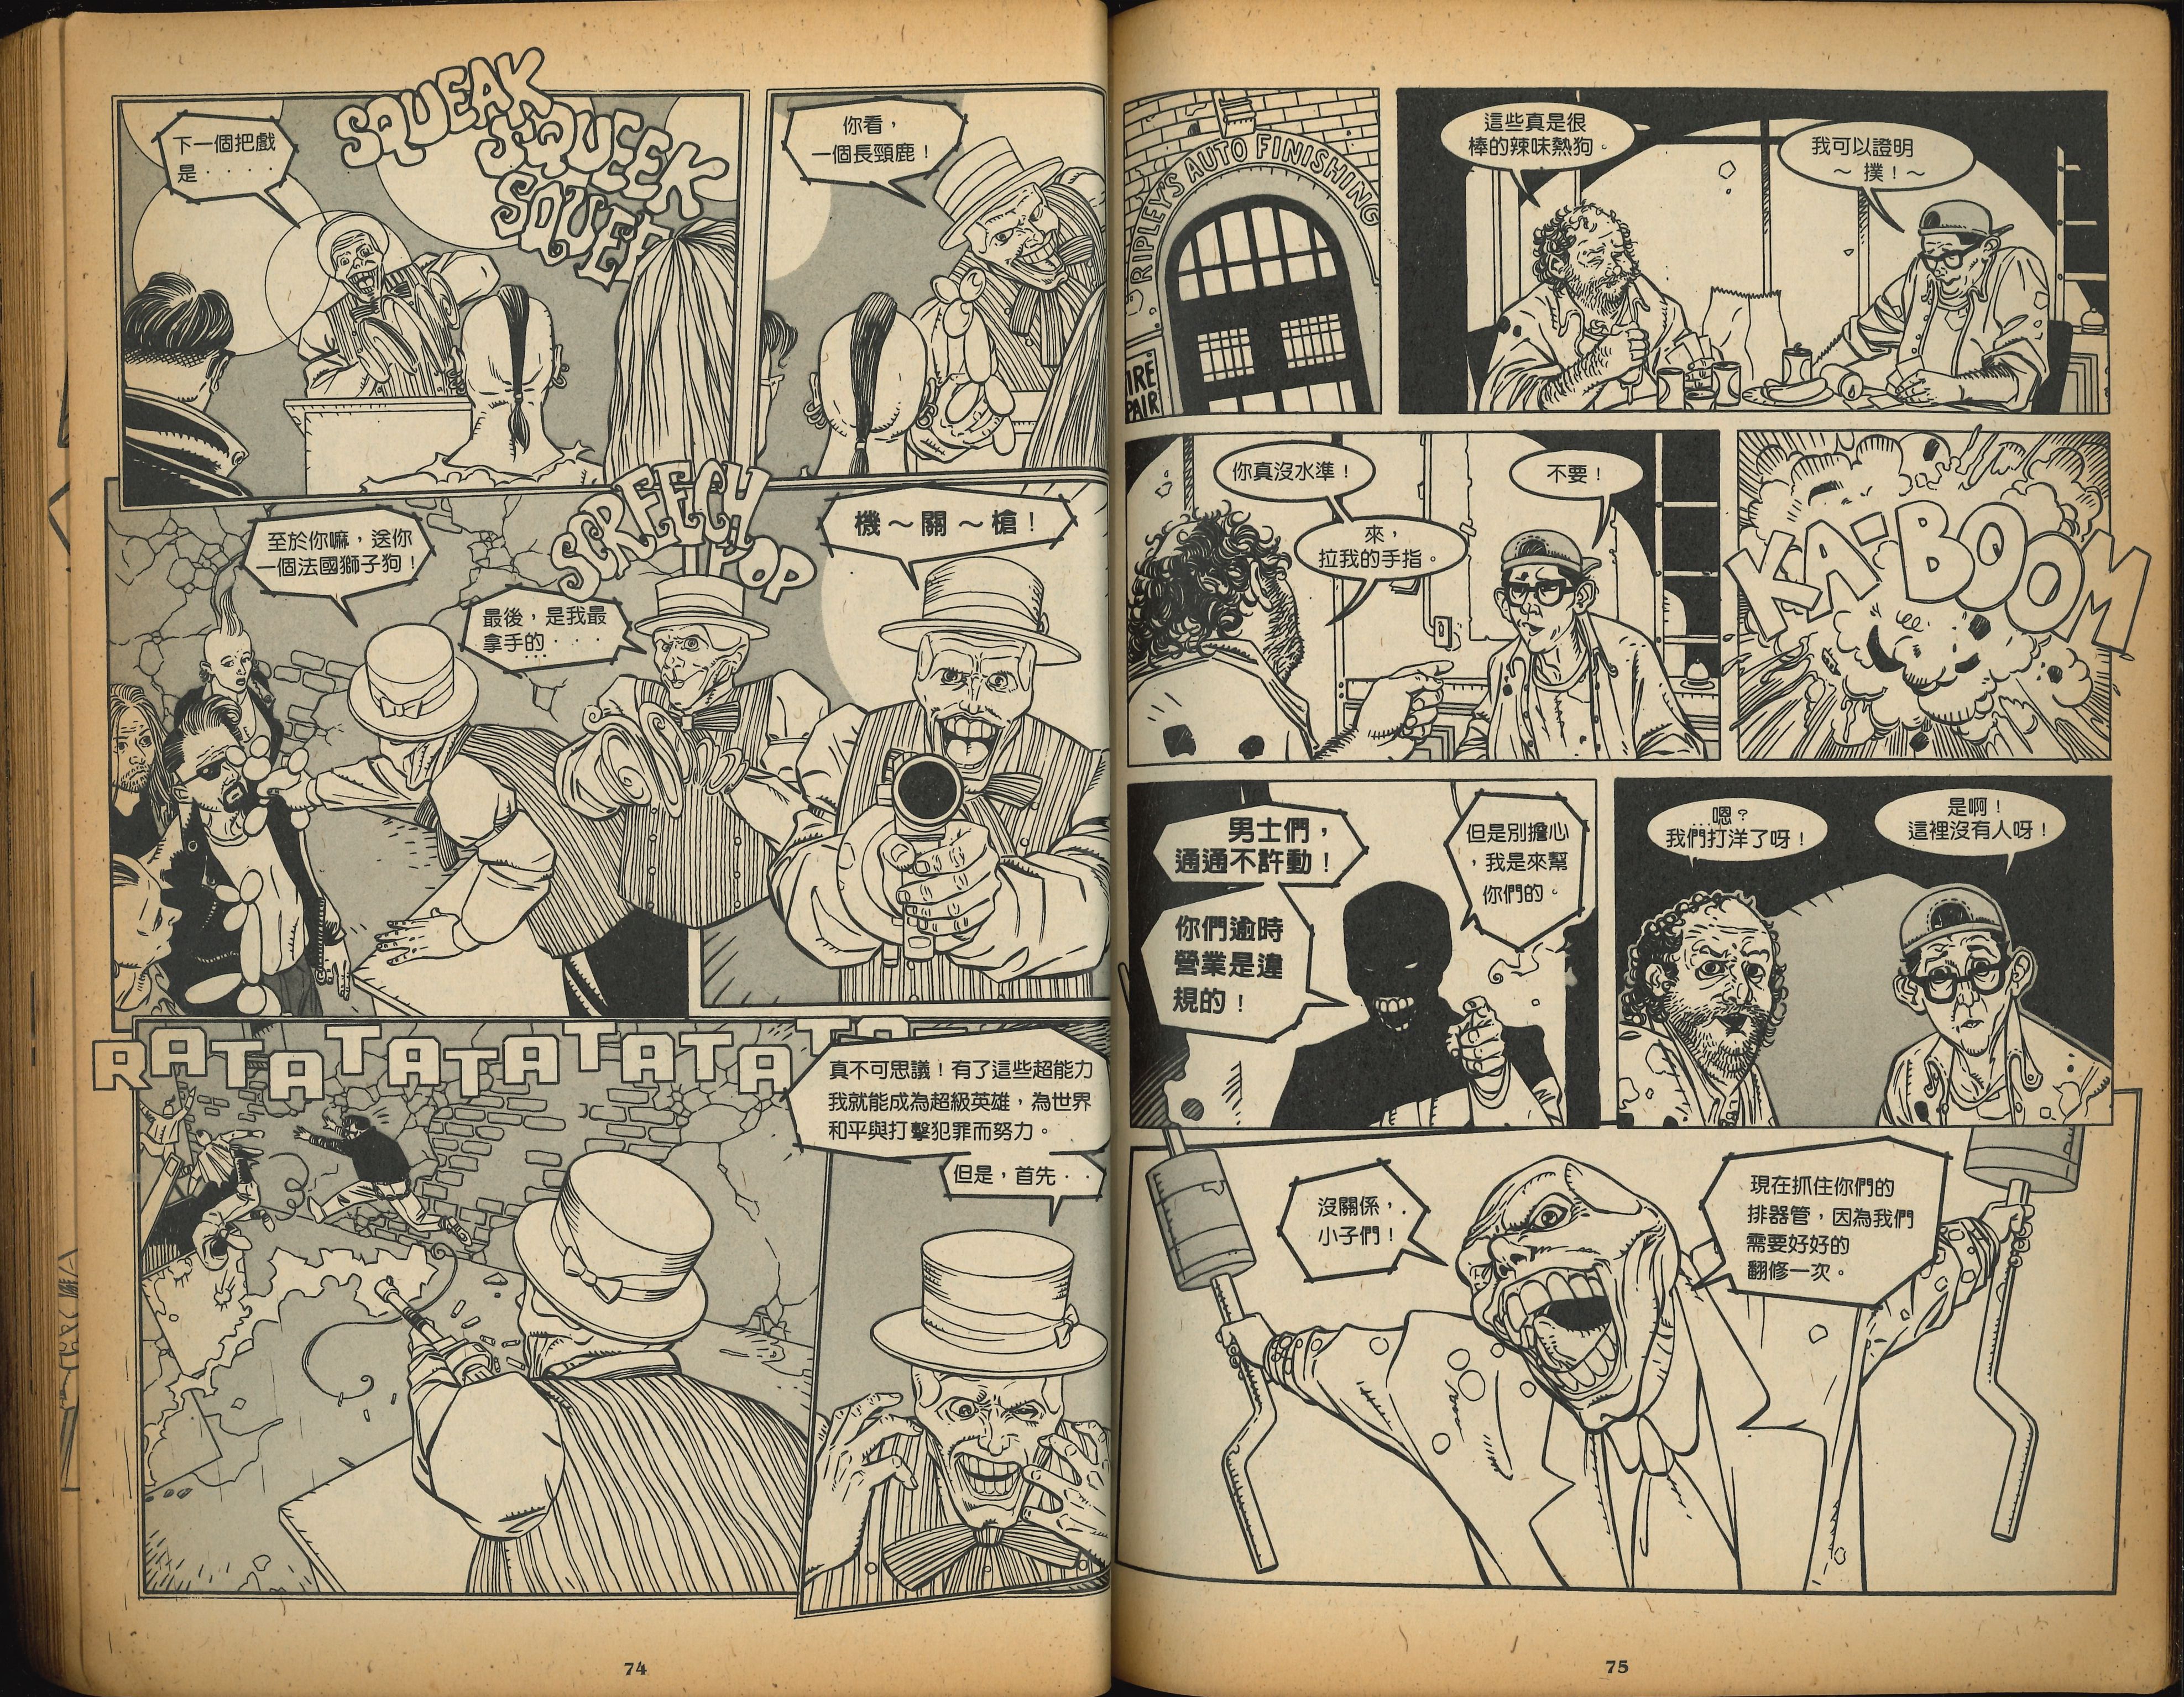 下一個把戲
是‧‧‧‧
SQUEAK
SQUEEK
SQUEE
你看，
一個長頸鹿！
至於你嘛，送你
一個法國獅子狗！
SCREECH
POP
最後，是我最
拿手的‧‧‧
機～關～槍！
RATATATATATATATA
真不可思議！有了這些超能力
我就能成為超級英雄，為世界
和平與打擊犯罪而努力。
但是，首先‧‧
74
RIPLEY'S AUTO FINISHING
IRE
PAIR
這些真是很
棒的辣味熱狗。
我可以證明
～撲！～
你真沒水準！
來，
拉我的手指。
不要！
KA-BOOM
男士們，
通通不許動！
你們逾時
營業是違
規的！
但是別擔心
，我是來幫
你們的。
嗯？
我們打洋了呀！
是啊！
這裡沒有人呀！
沒關係，
小子們！
現在抓住你們的
排器管，因為我們
需要好好的
翻修一次。
75